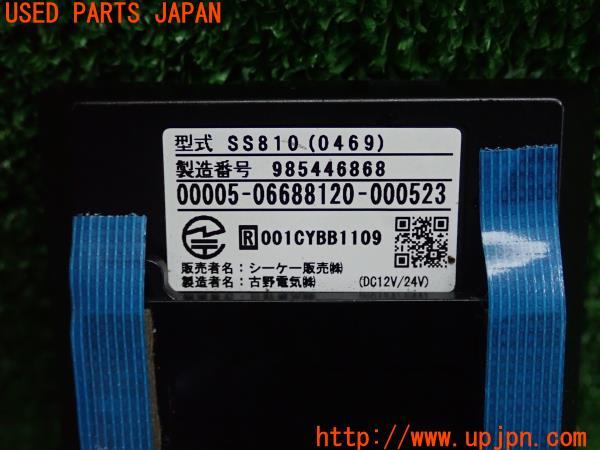 USED PARTS JAPAN
型式 SS810(0469)
製造番号 985446868
00005-06688120-000523
R 001CYBB1109
販売者名：シーケー販売㈱
製造者名：古野電気㈱ (DC12V/24V)
http://www.upjpn.com/